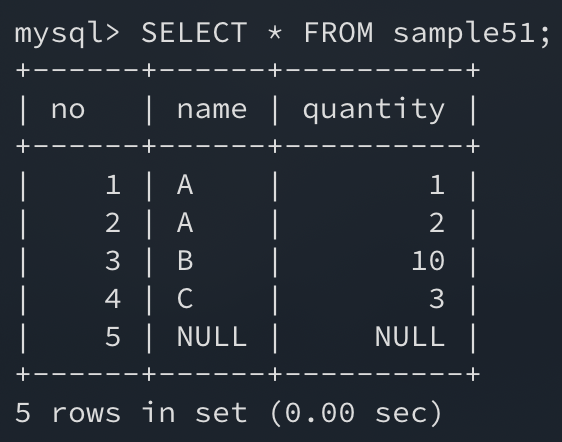 mysql> SELECT * FROM sample51;
+------+------+----------+
| no   | name | quantity |
+------+------+----------+
|    1 | A    |        1 |
|    2 | A    |        2 |
|    3 | B    |       10 |
|    4 | C    |        3 |
|    5 | NULL |     NULL |
+------+------+----------+
5 rows in set (0.00 sec)